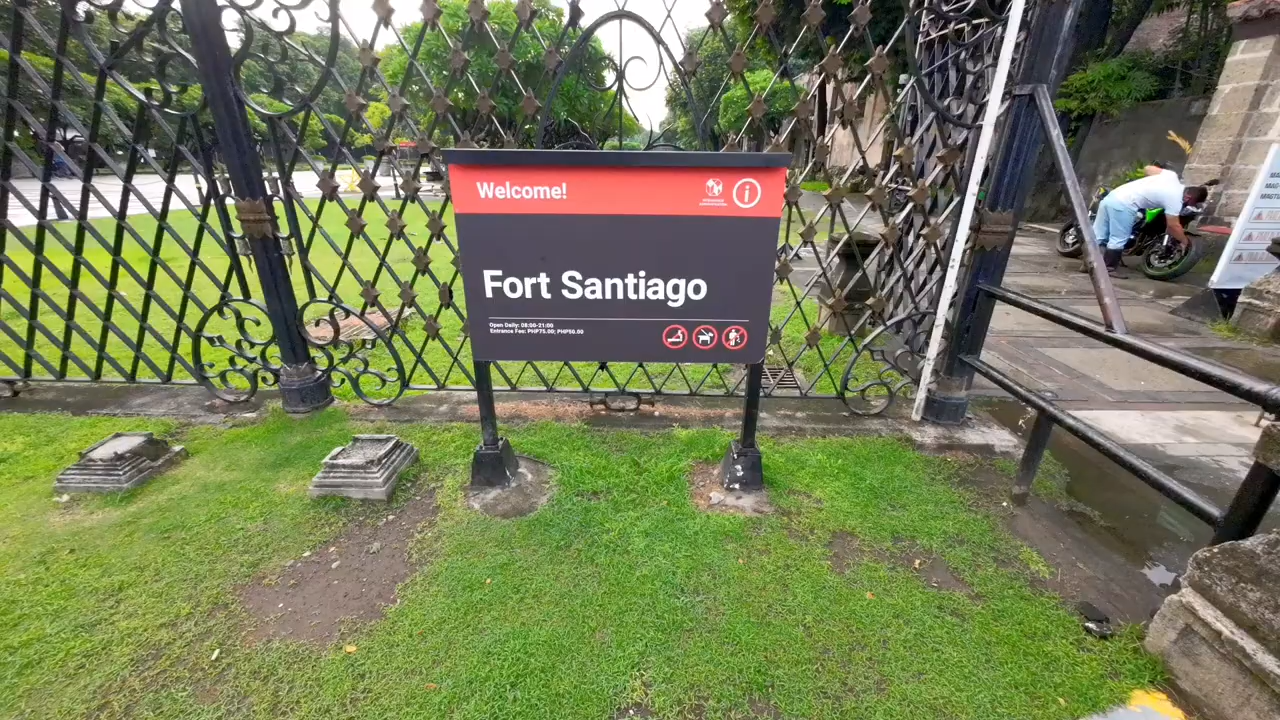 Welcome!
Fort Santiago
Open Daily: 08:00-21:00
Entrance Fee: PHP75.00; PHP50.00